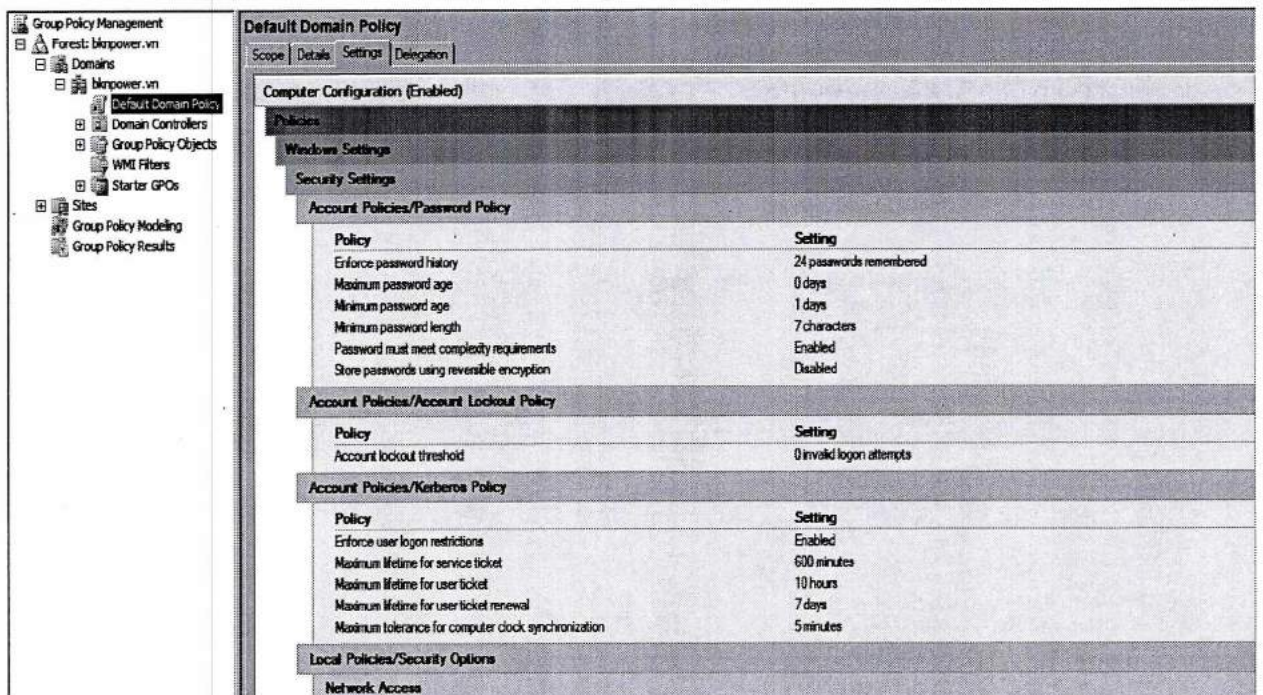 Group Policy Management
Forest: bknpower.vn
Domains
bknpower.vn
Default Domain Policy
Domain Controllers
Group Policy Objects
WMI Filters
Starter GPOs
Sites
Group Policy Modeling
Group Policy Results
Default Domain Policy
Scope Details Settings Delegation
Computer Configuration (Enabled)
Policies
Windows Settings
Security Settings
Account Policies/Password Policy
Policy Setting
Enforce password history 24 passwords remembered
Maximum password age 0 days
Minimum password age 1 days
Minimum password length 7 characters
Password must meet complexity requirements Enabled
Store passwords using reversible encryption Disabled
Account Policies/Account Lockout Policy
Policy Setting
Account lockout threshold 0 invalid logon attempts
Account Policies/Kerberos Policy
Policy Setting
Enforce user logon restrictions Enabled
Maximum lifetime for service ticket 600 minutes
Maximum lifetime for user ticket 10 hours
Maximum lifetime for user ticket renewal 7 days
Maximum tolerance for computer clock synchronization 5 minutes
Local Policies/Security Options
Network Access